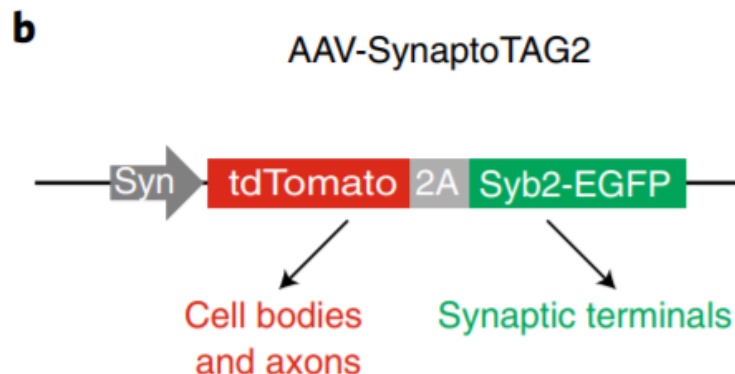 b
AAV-SynaptoTAG2
Syn tdTomato 2A Syb2-EGFP
Cell bodies
and axons
Synaptic terminals